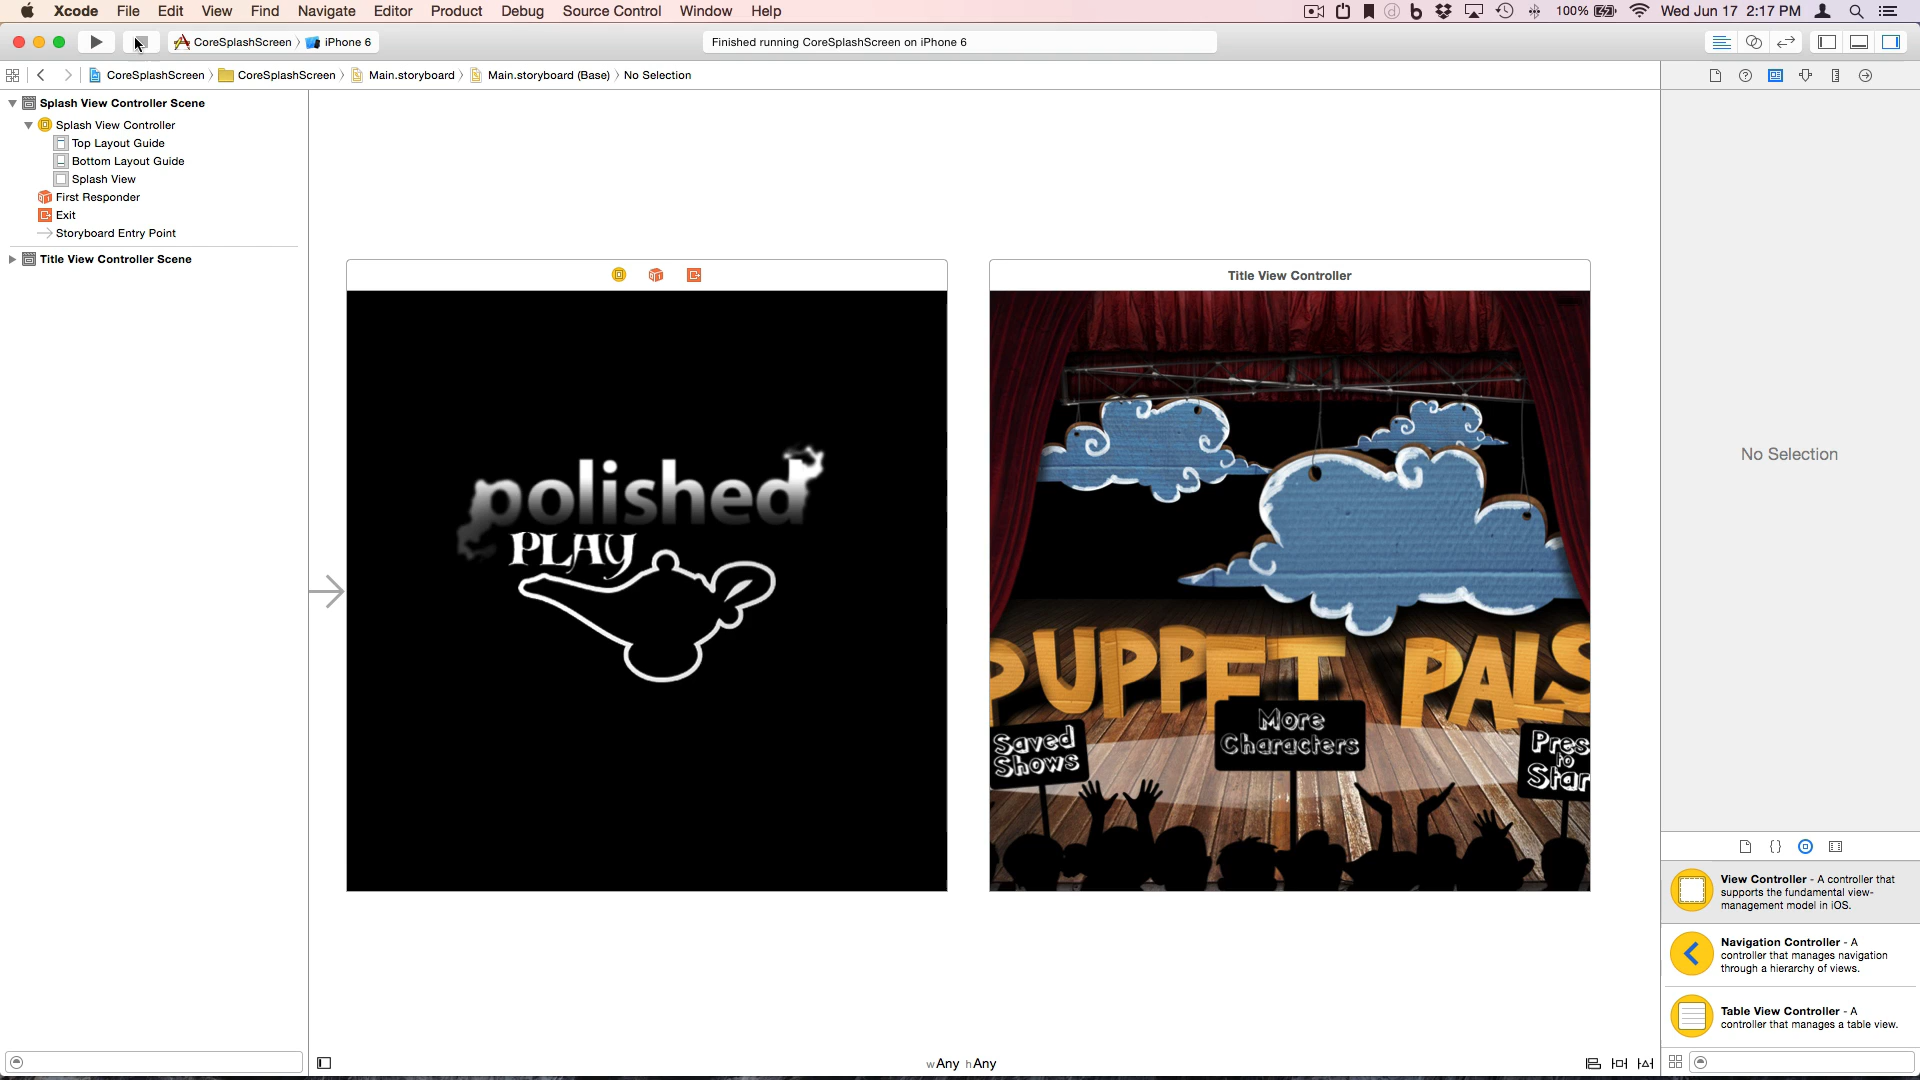 Xcode File Edit View Find Navigate Editor Product Debug Source Control Window Help 100% Wed Jun 17 2:17 PM
CoreSplashScreen iPhone 6
Finished running CoreSplashScreen on iPhone 6
CoreSplashScreen CoreSplashScreen Main.storyboard Main.storyboard (Base) No Selection
Splash View Controller Scene
Splash View Controller
Top Layout Guide
Bottom Layout Guide
Splash View
First Responder
Exit
Storyboard Entry Point
Title View Controller Scene
polished
PLAY
Title View Controller
PUPPET PALS
Saved
Shows
More
Characters
Pres
to
Star
No Selection
View Controller - A controller that
supports the fundamental view-
management model in iOS.
Navigation Controller - A
controller that manages navigation
through a hierarchy of views.
Table View Controller - A
controller that manages a table view.
wAny hAny